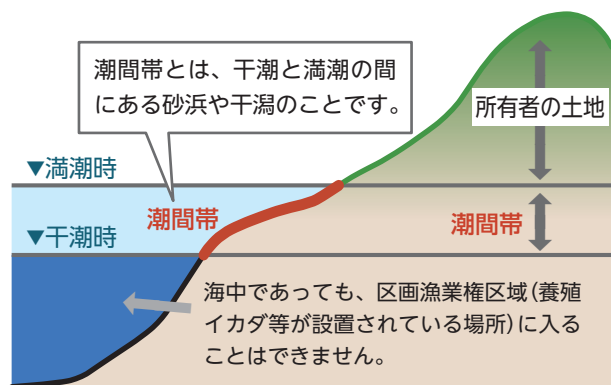 潮間帯とは、干潮と満潮の間
にある砂浜や干潟のことです。
所有者の土地
▼満潮時
潮間帯
潮間帯
▼干潮時
海中であっても、区画漁業権区域(養殖
イカダ等が設置されている場所)に入る
ことはできません。